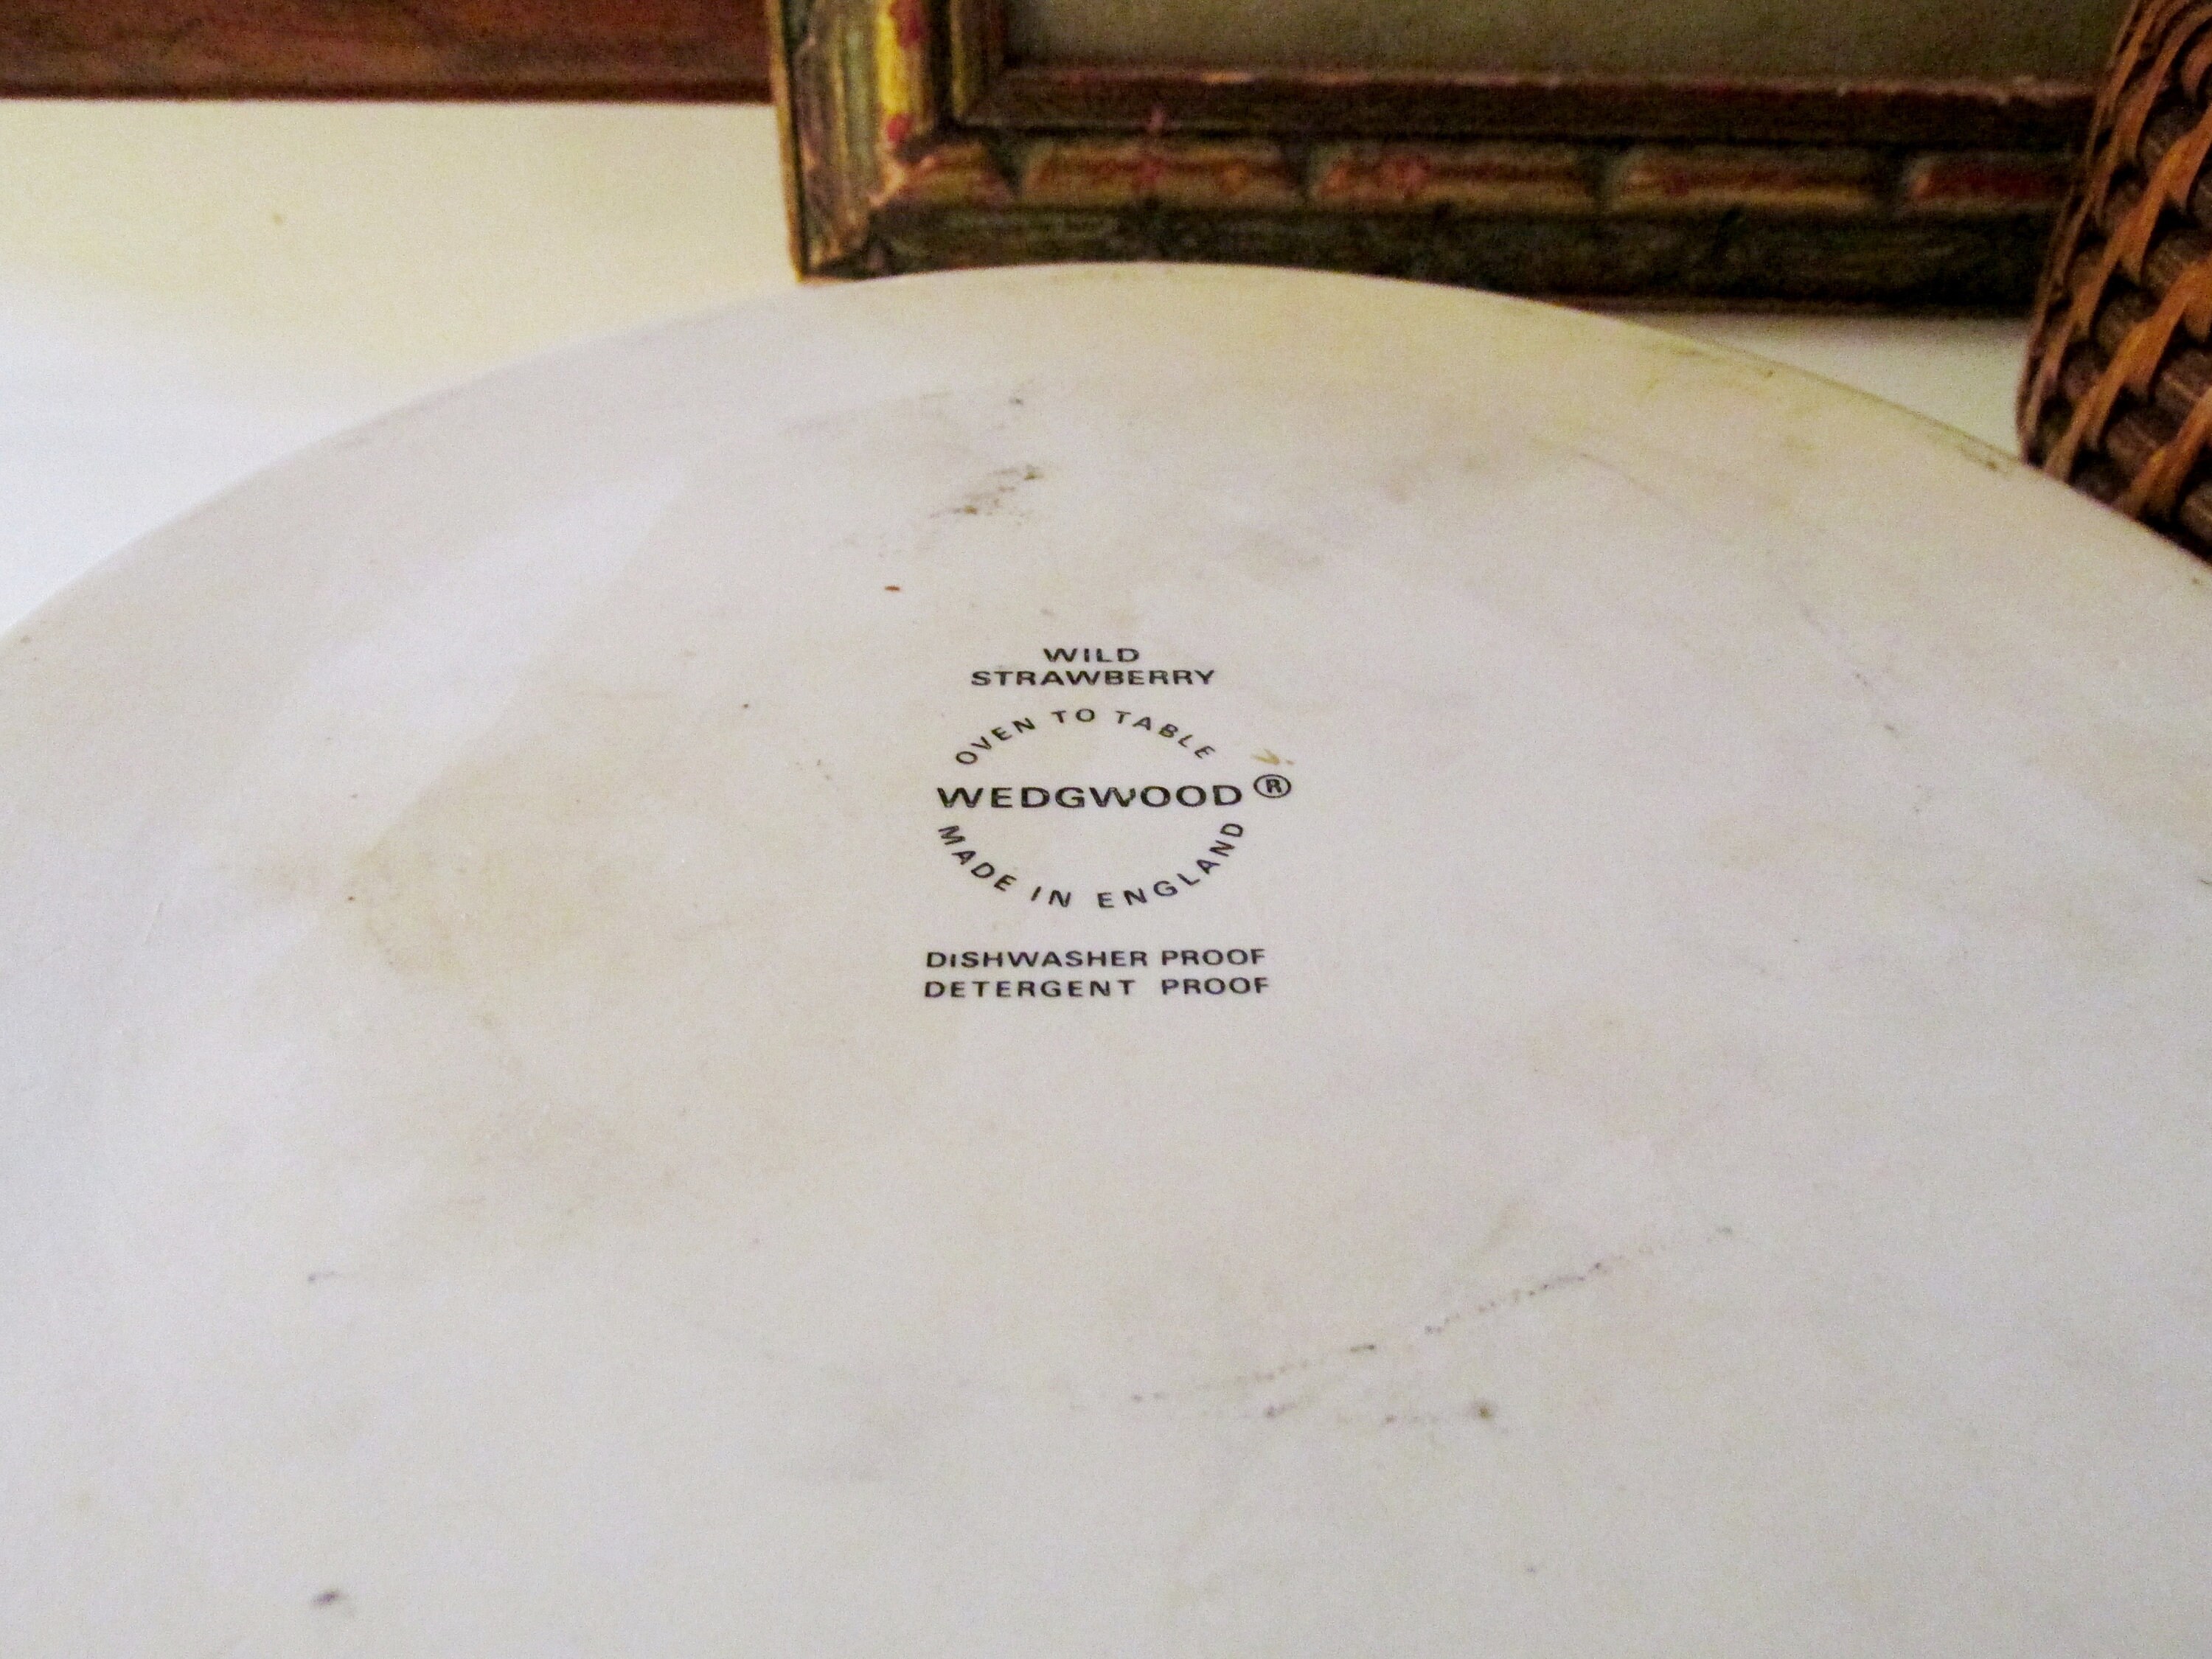 WILD
STRAWBERRY
OVEN TO TABLE
WEDGWOOD ®
MADE IN ENGLAND
DISHWASHER PROOF
DETERGENT PROOF